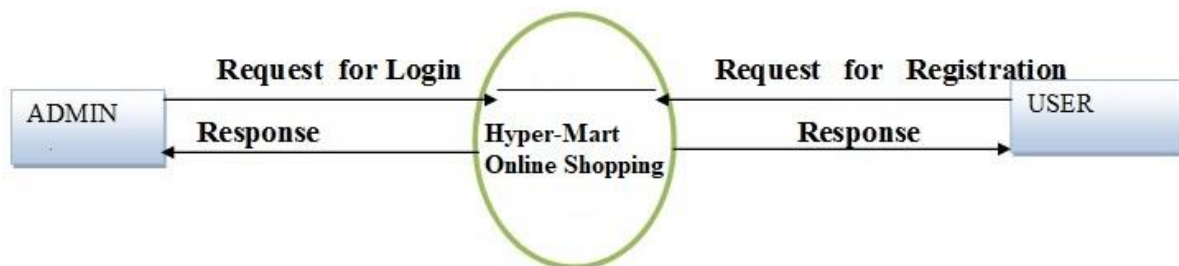 Request for Login
Request for Registration
ADMIN
USER
Response
Hyper-Mart
Online Shopping
Response